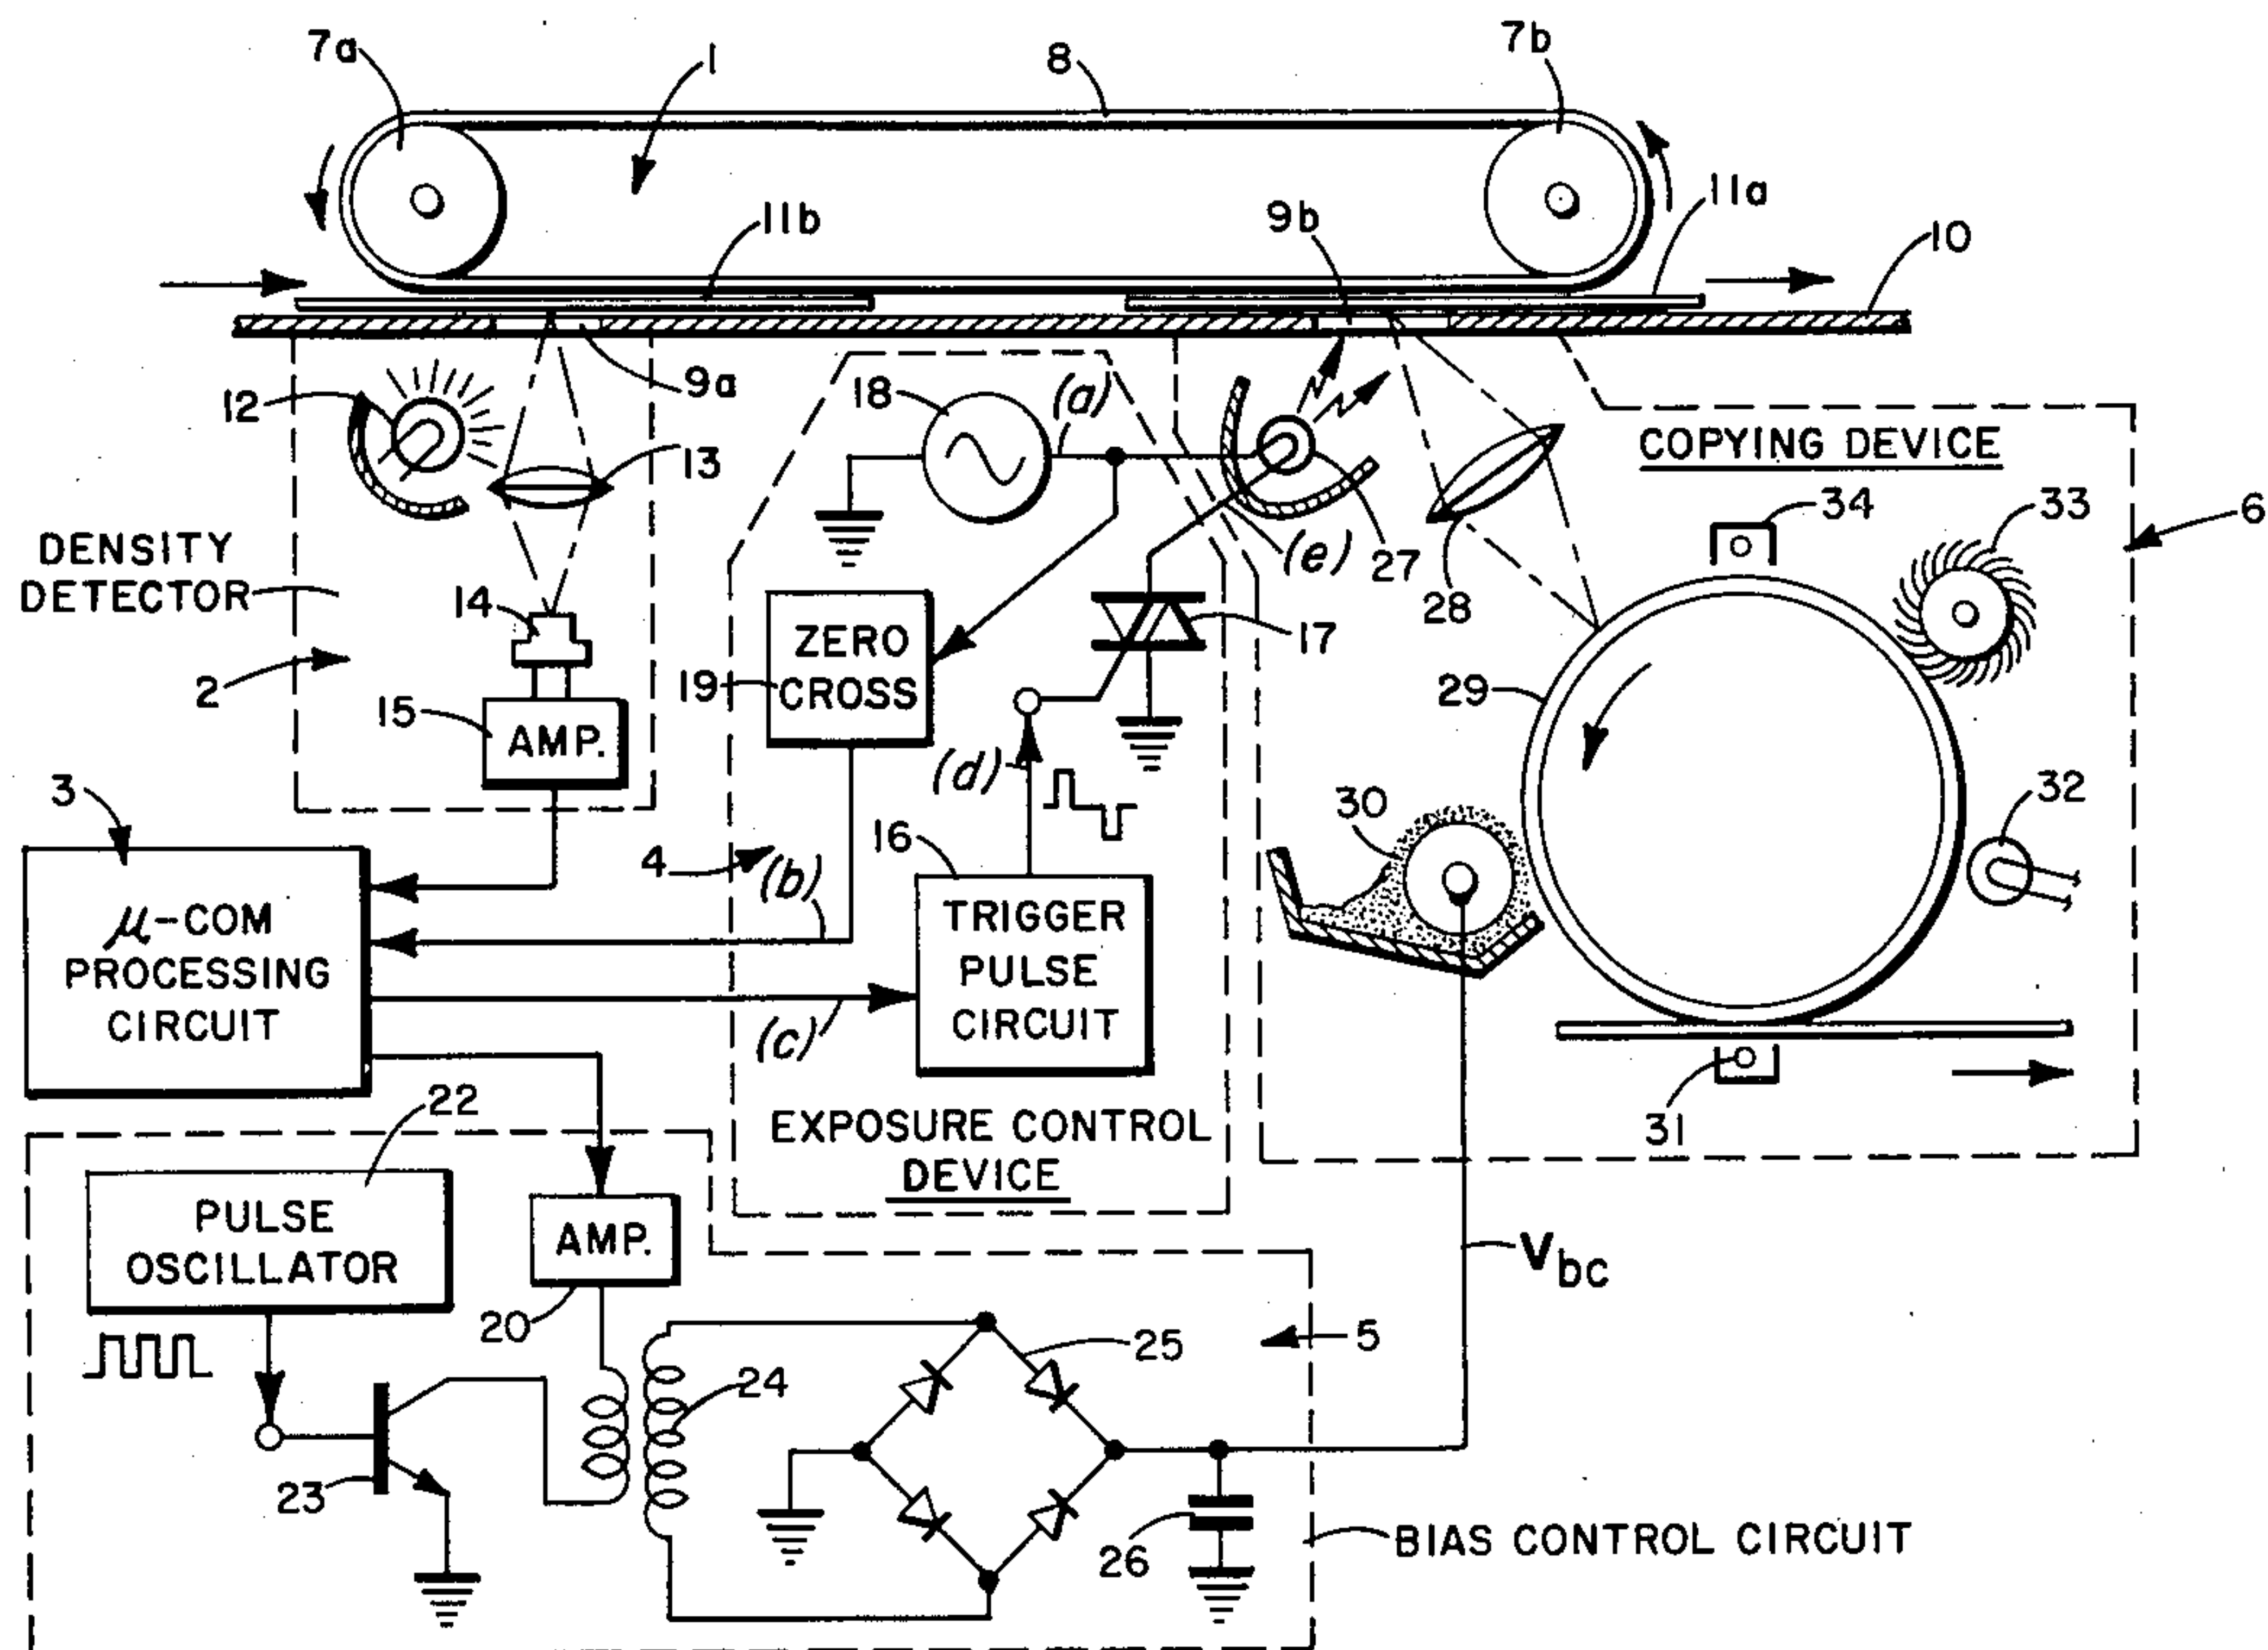 7a
1
8
7b
11b
9b
11a
10
12
9a
18
(a)
COPYING DEVICE
13
34
33
6
DENSITY
DETECTOR
(e)
27
28
14
ZERO
CROSS
17
2
19
29
15
AMP.
(d)
3
30
32
4
(b)
16
μ-COM
PROCESSING
CIRCUIT
TRIGGER
PULSE
CIRCUIT
(c)
22
31
EXPOSURE CONTROL
DEVICE
PULSE
OSCILLATOR
AMP.
Vbc
20
5
25
24
23
26
BIAS CONTROL CIRCUIT